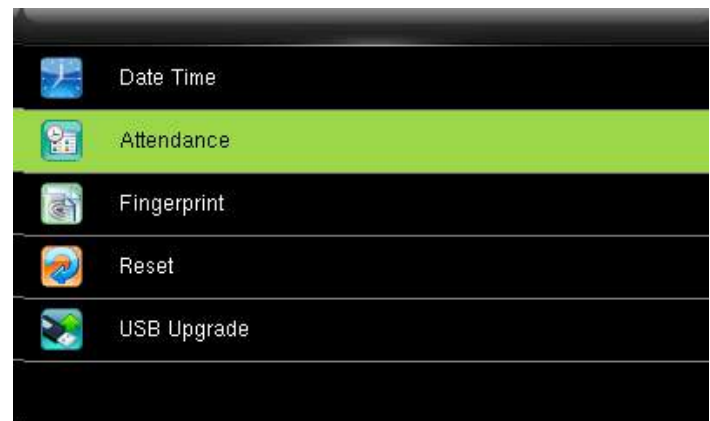 Date Time
Attendance
Fingerprint
Reset
USB Upgrade